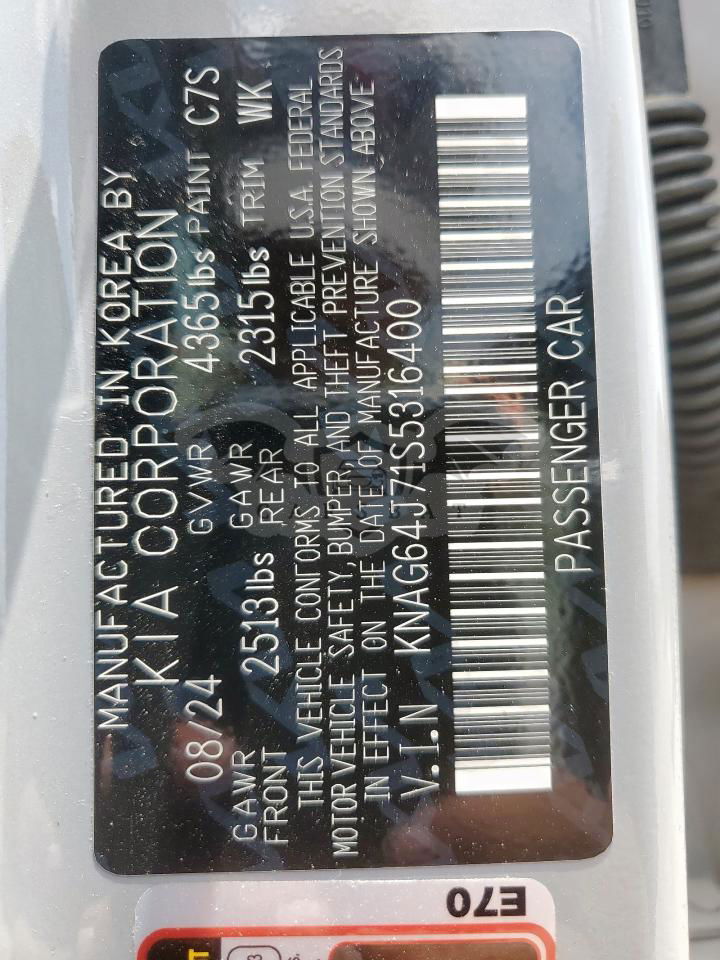 MANUFACTURED IN KOREA BY
KIA CORPORATION
08/24 GVWR 4365lbs PAINT C7S
GAWR FRONT 2513lbs GAWR REAR 2315lbs TRIM WK
THIS VEHICLE CONFORMS TO ALL APPLICABLE U.S.A. FEDERAL
MOTOR VEHICLE SAFETY, BUMPER, AND THEFT PREVENTION STANDARDS
IN EFFECT ON THE DATE OF MANUFACTURE SHOWN ABOVE
V.I.N KNAG64J71S5316400
PASSENGER CAR
E70